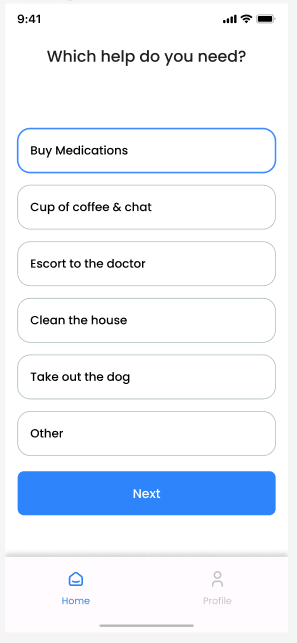 9:41
Which help do you need?
Buy Medications
Cup of coffee & chat
Escort to the doctor
Clean the house
Take out the dog
Other
Next
Home
Profile